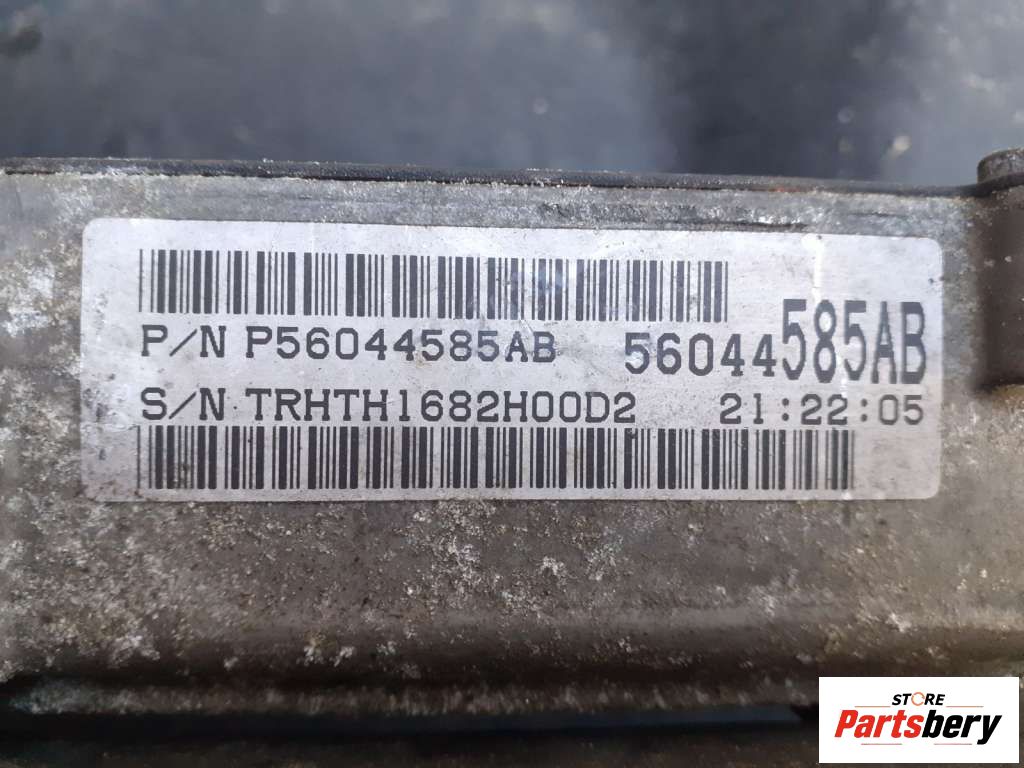 P/N P56044585AB 56044585AB
S/N TRHTH1682H00D2 21:22:05
STORE
Partsbery